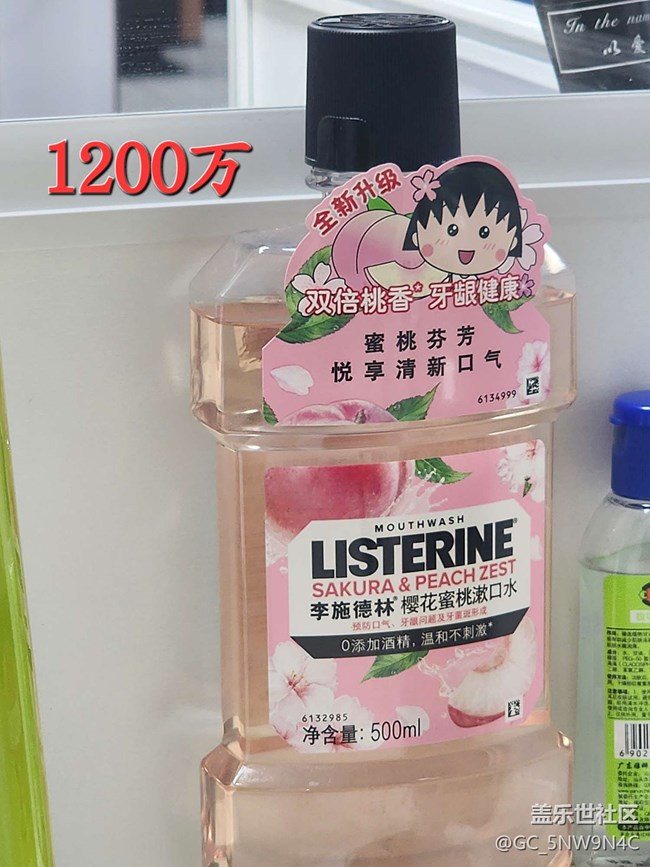 In the nam
以爱
1200万
全新升级
双倍桃香* 牙龈健康*
蜜桃芬芳
悦享清新口气
6134999
MOUTHWASH
LISTERINE®
SAKURA & PEACH ZEST
李施德林® 樱花蜜桃漱口水
预防口气、牙龈问题及牙菌斑形成
0添加酒精，温和不刺激*
6132985
净含量: 500ml
6 902
盖乐世社区
@GC_5NW9N4C